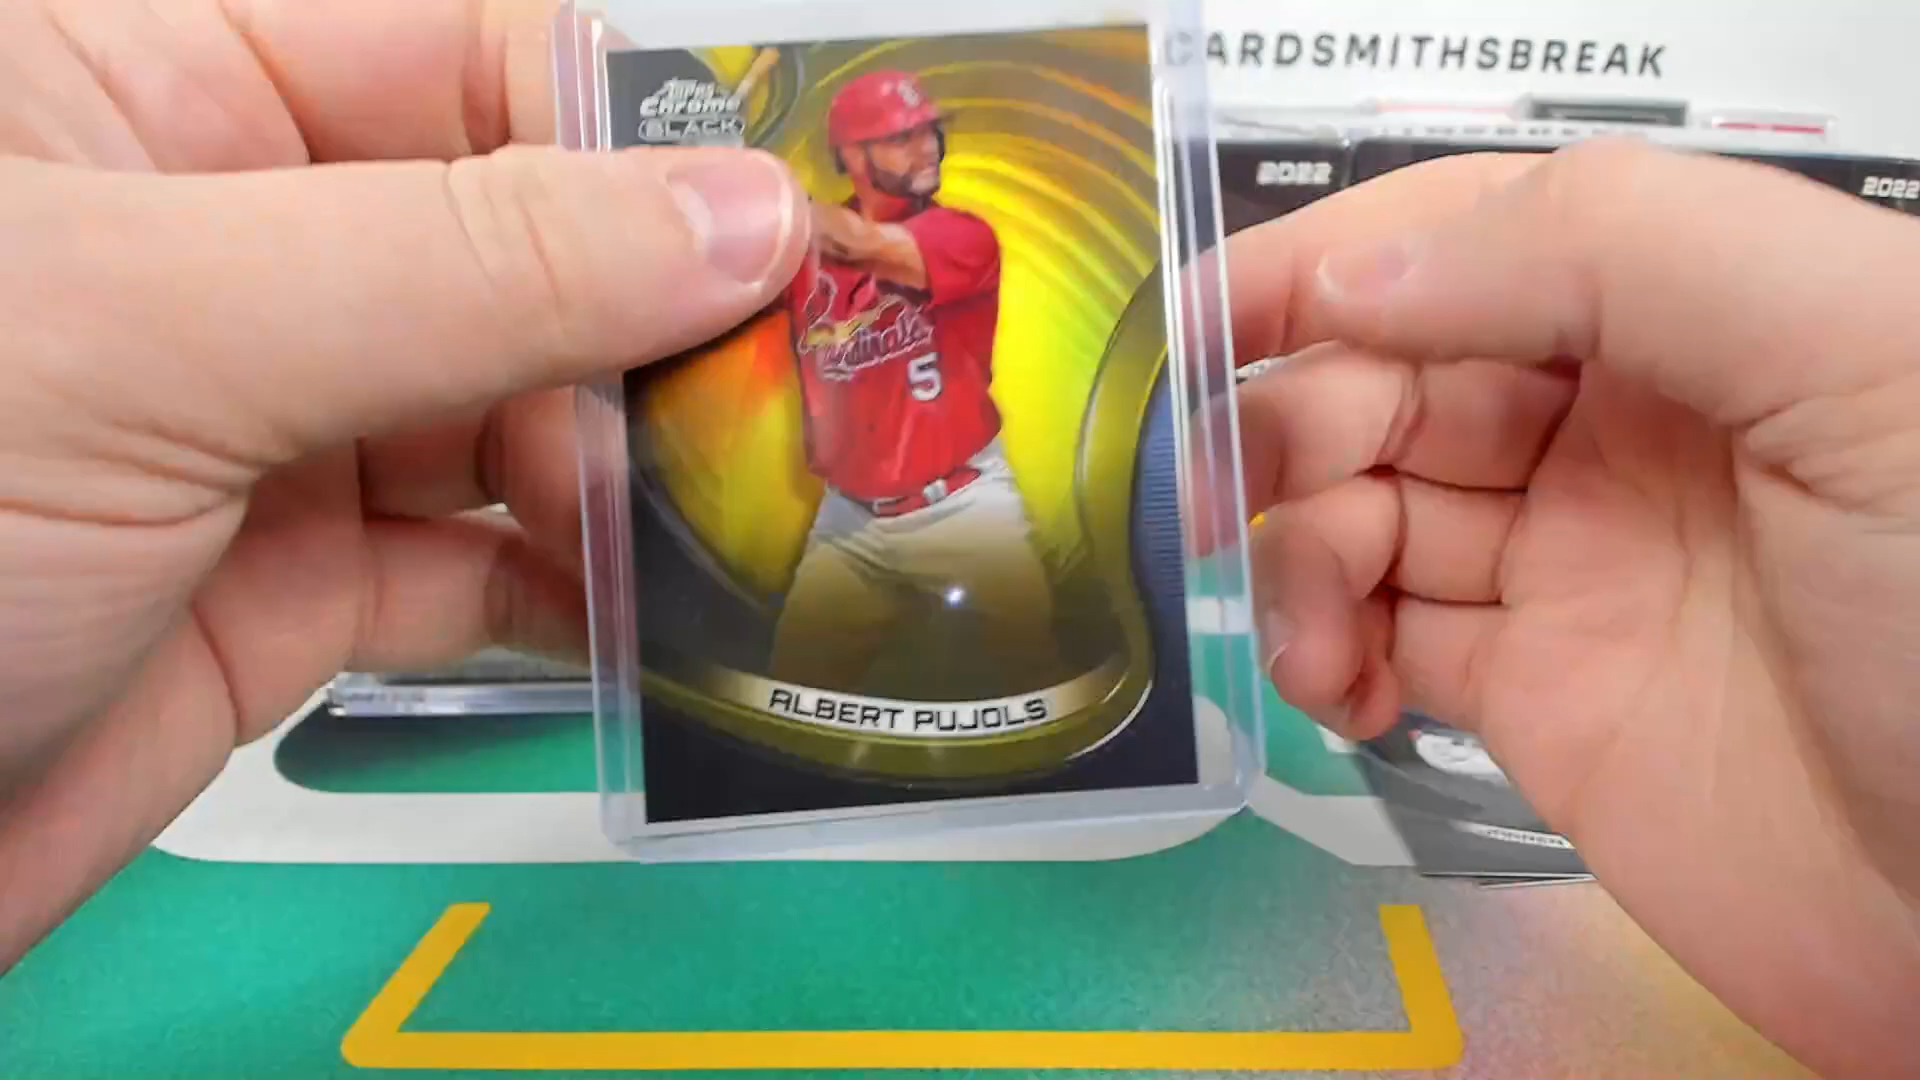 CARDSMITHSBREAK
Topps
Chrome
BLACK
2022
2022
Cardinals
5
ALBERT PUJOLS